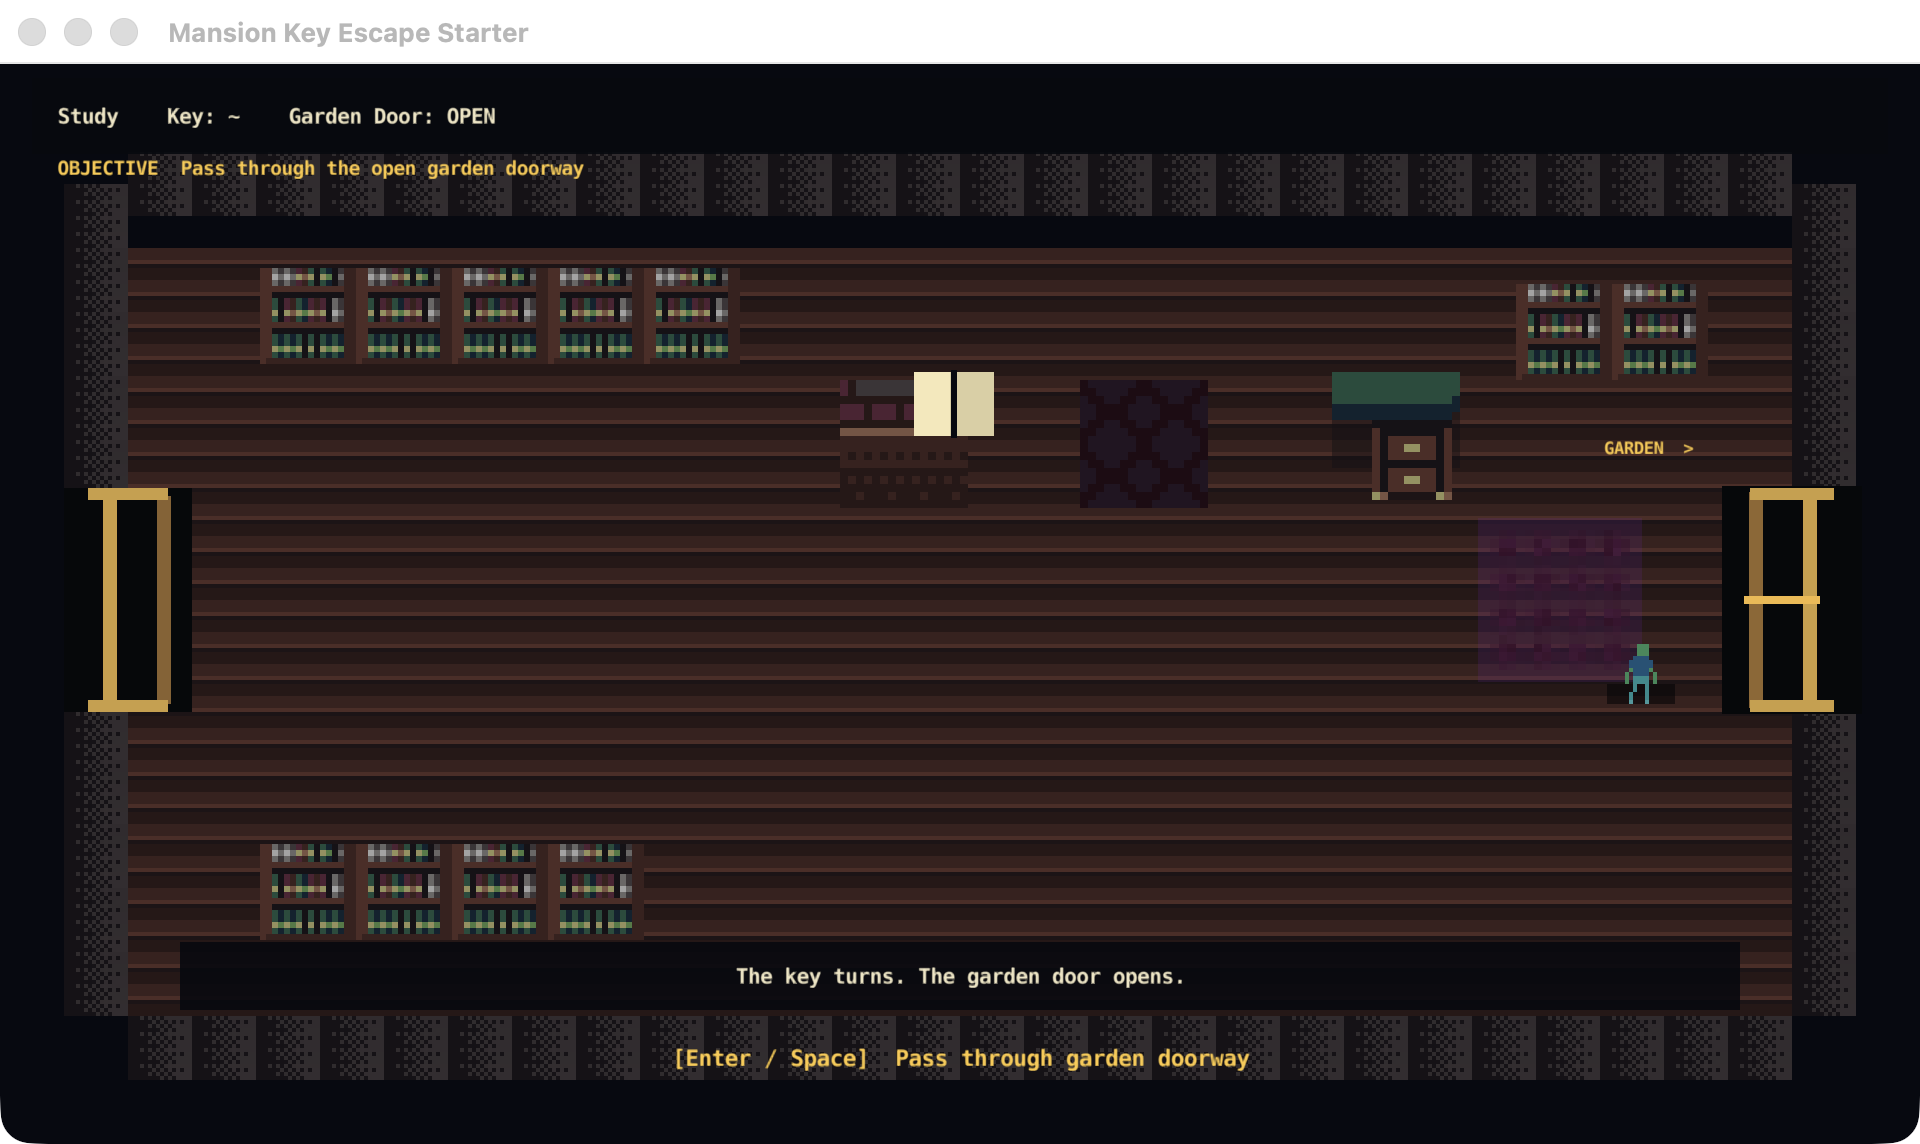 Mansion Key Escape Starter
Study Key: ~ Garden Door: OPEN
OBJECTIVE Pass through the open garden doorway
GARDEN >
The key turns. The garden door opens.
[Enter / Space] Pass through garden doorway